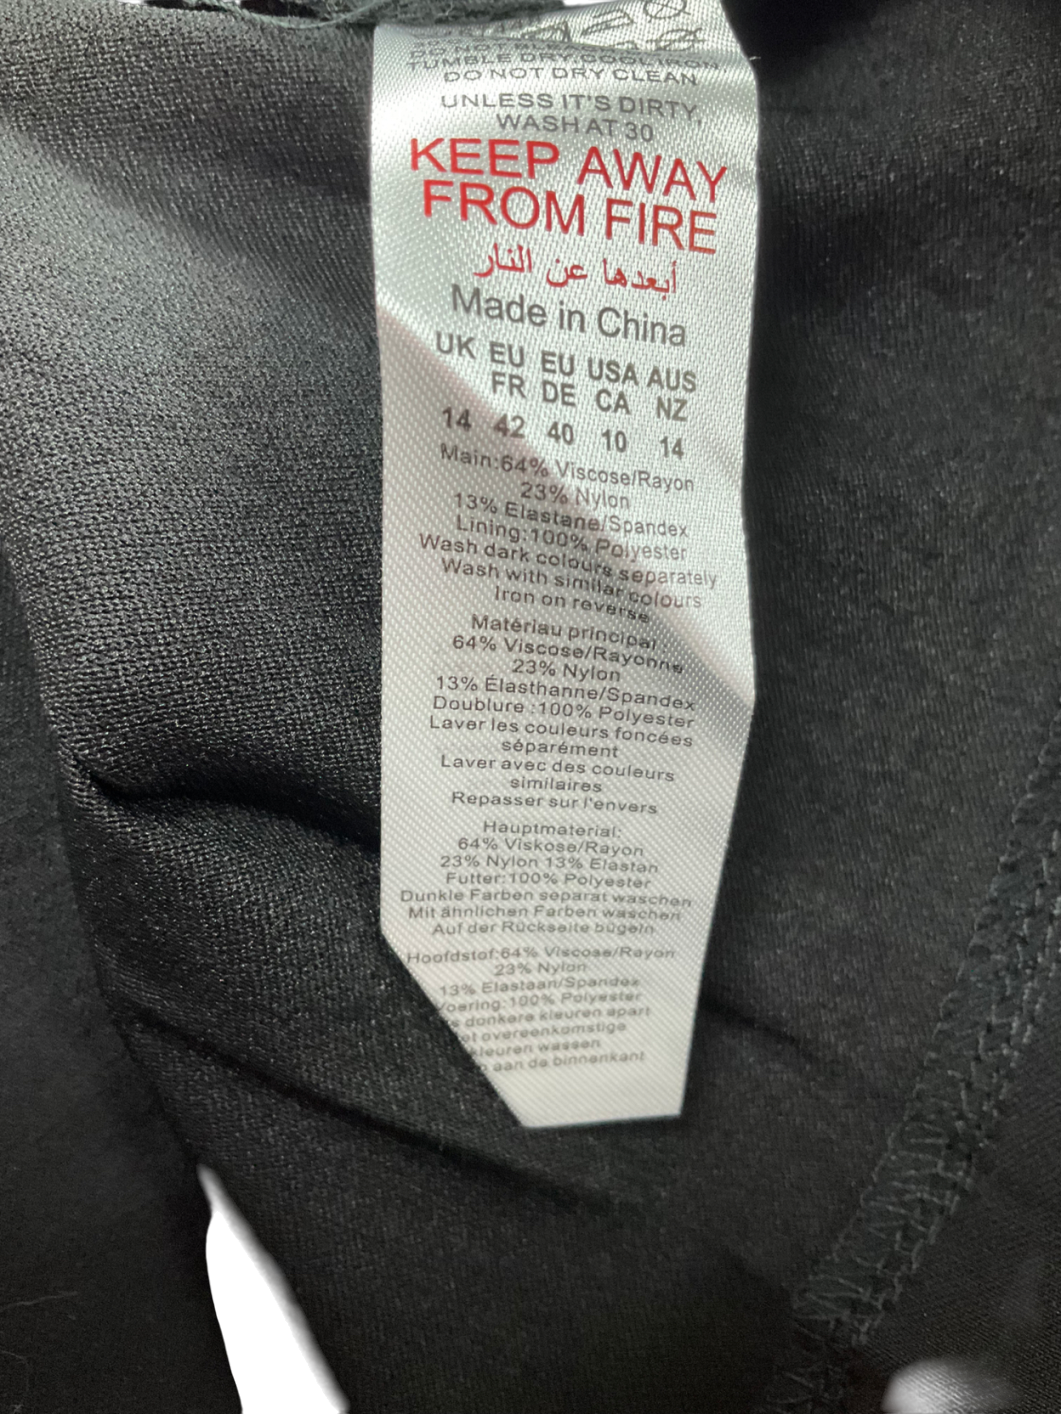 TUMBLE DRY, COOL IRON,
DO NOT DRY CLEAN
UNLESS IT'S DIRTY,
WASH AT 30
KEEP AWAY
FROM FIRE
أبعدها عن النار
Made in China
UK EU EU USA AUS
FR DE CA NZ
14 42 40 10 14
Main:64% Viscose/Rayon
23% Nylon
13% Elastane/Spandex
Lining:100% Polyester
Wash dark colours separately
Wash with similar colours
Iron on reverse
Matériau principal
64% Viscose/Rayonne
23% Nylon
13% Élasthanne/Spandex
Doublure :100% Polyester
Laver les couleurs foncées
séparément
Laver avec des couleurs
similaires
Repasser sur l'envers
Hauptmaterial:
64% Viskose/Rayon
23% Nylon 13% Elastan
Futter:100% Polyester
Dunkle Farben separat waschen
Mit ähnlichen Farben waschen
Auf der Rückseite bügeln
Hoofdstof:64% Viscose/Rayon
23% Nylon
13% Elastaan/Spandex
Voering:100% Polyester
donkere kleuren apart
overeenkomstige
kleuren wassen
aan de binnenkant